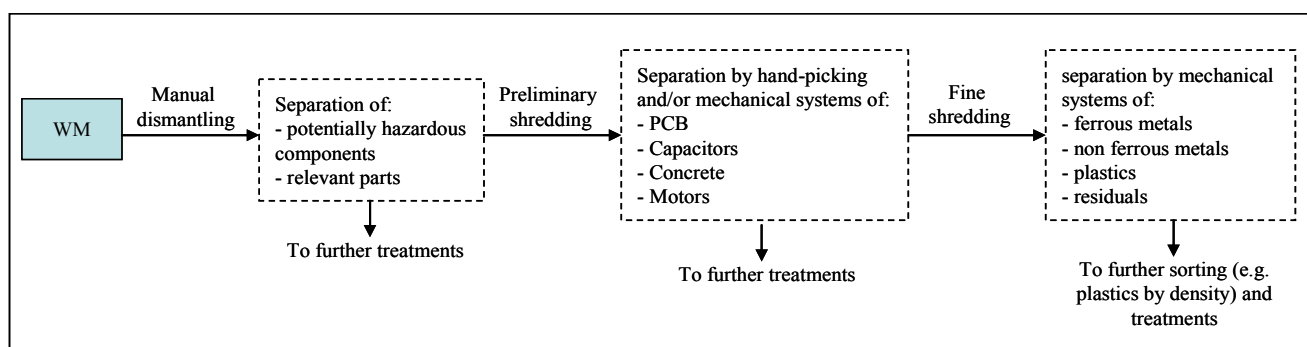 WM
Manual
dismantling
Separation of:
- potentially hazardous
components
- relevant parts
To further treatments
Preliminary
shredding
Separation by hand-picking
and/or mechanical systems of:
- PCB
- Capacitors
- Concrete
- Motors
To further treatments
Fine
shredding
separation by mechanical
systems of:
- ferrous metals
- non ferrous metals
- plastics
- residuals
To further sorting (e.g.
plastics by density) and
treatments